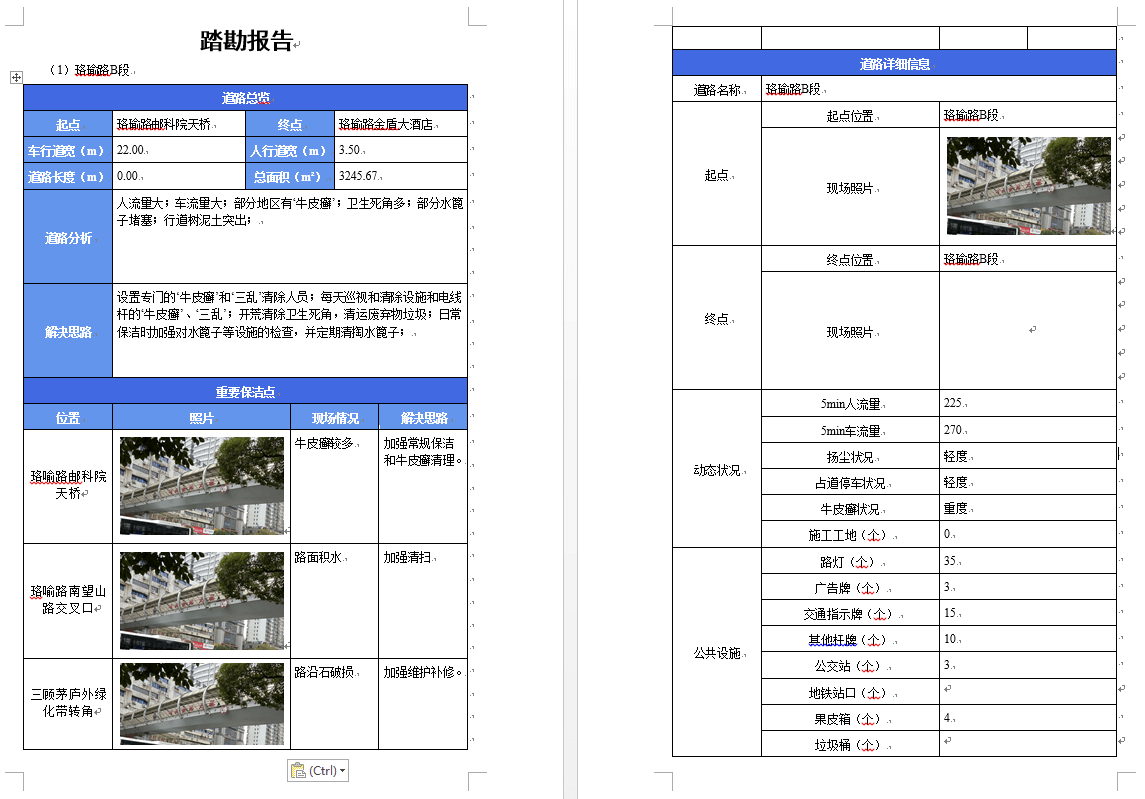 踏勘报告
（1）珞瑜路B段
道路总览
起点 珞瑜路邮科院天桥 终点 珞瑜路金盾大酒店
车行道宽（m） 22.00 人行道宽（m） 3.50
道路长度（m） 0.00 总面积（m²） 3245.67
道路分析
人流量大；车流量大；部分地区有‘牛皮癣’；卫生死角多；部分水篦
子堵塞；行道树泥土突出；
解决思路
设置专门的‘牛皮癣’和‘三乱’清除人员；每天巡视和清除设施和电线
杆的‘牛皮癣’、‘三乱’；开荒清除卫生死角，清运废弃物垃圾；日常
保洁时加强对水篦子等设施的检查，并定期清掏水篦子；
重要保洁点
位置 照片 现场情况 解决思路
珞喻路邮科院
天桥
牛皮癣较多
加强常规保洁
和牛皮癣清理。
珞喻路南望山
路交叉口
路面积水
加强清扫
三顾茅庐外绿
化带转角
路沿石破损
加强维护补修。
(Ctrl)
道路详细信息
道路名称 珞瑜路B段
起点
起点位置 珞瑜路B段
现场照片
终点
终点位置 珞瑜路B段
现场照片
动态状况
5min人流量 225
5min车流量 270
扬尘状况 轻度
占道停车状况 轻度
牛皮癣状况 重度
施工工地（个） 0
公共设施
路灯（个） 35
广告牌（个） 3
交通指示牌（个） 15
其他杆牌（个） 10
公交站（个） 3
地铁站口（个）
果皮箱（个） 4
垃圾桶（个）